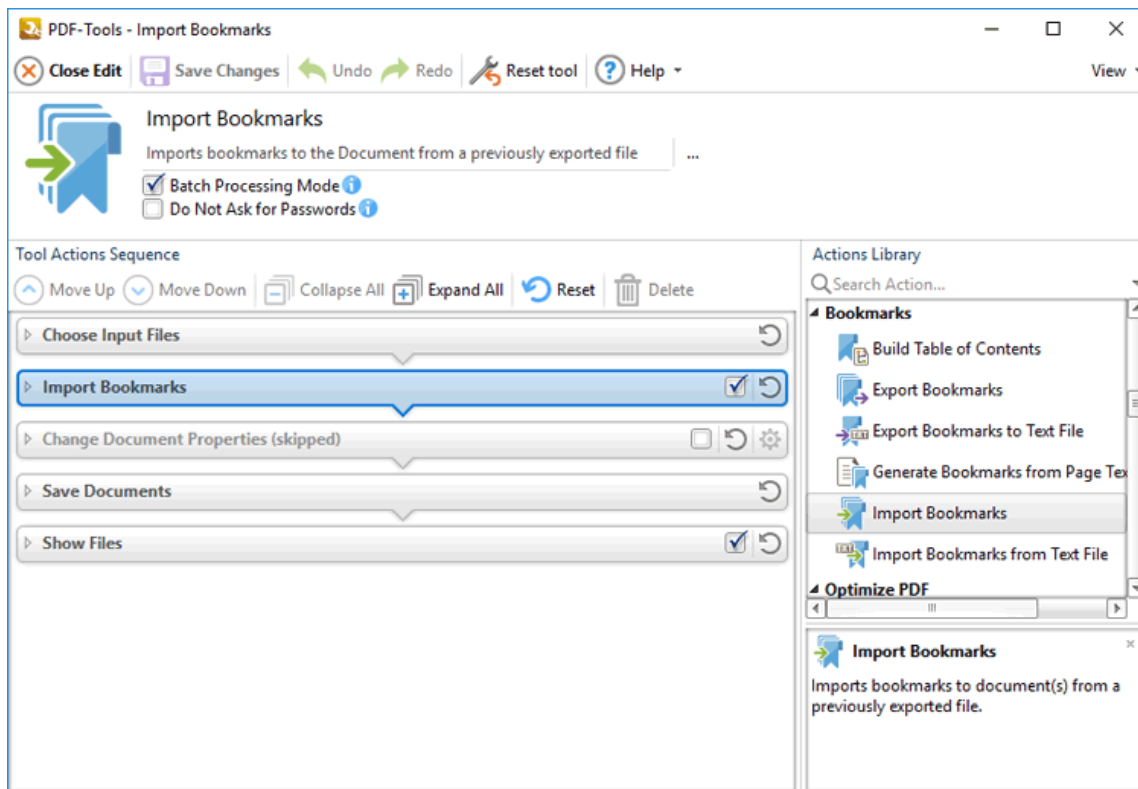 PDF-Tools - Import Bookmarks
Close Edit Save Changes Undo Redo Reset tool ? Help View
Import Bookmarks
Imports bookmarks to the Document from a previously exported file ...
Batch Processing Mode i
Do Not Ask for Passwords i
Tool Actions Sequence
Move Up Move Down Collapse All Expand All Reset Delete
Choose Input Files
Import Bookmarks
Change Document Properties (skipped)
Save Documents
Show Files
Actions Library
Search Action...
Bookmarks
Build Table of Contents
Export Bookmarks
Export Bookmarks to Text File
Generate Bookmarks from Page Tex
Import Bookmarks
Import Bookmarks from Text File
Optimize PDF
Import Bookmarks
Imports bookmarks to document(s) from a
previously exported file.